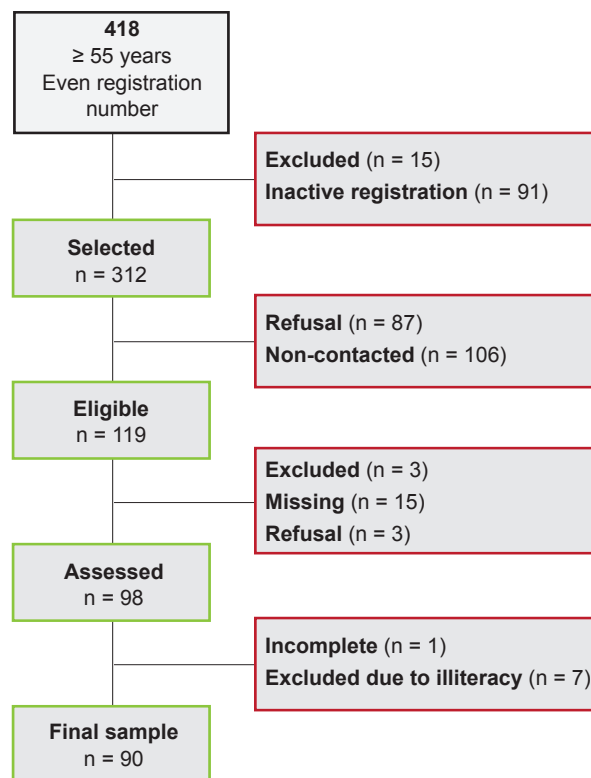 418
≥ 55 years
Even registration
number
Excluded (n = 15)
Inactive registration (n = 91)
Selected
n = 312
Refusal (n = 87)
Non-contacted (n = 106)
Eligible
n = 119
Excluded (n = 3)
Missing (n = 15)
Refusal (n = 3)
Assessed
n = 98
Incomplete (n = 1)
Excluded due to illiteracy (n = 7)
Final sample
n = 90